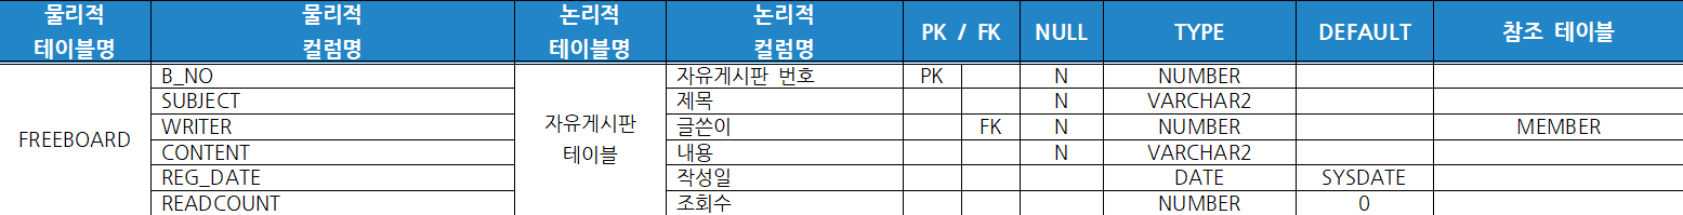 물리적 테이블명 물리적 컬럼명 논리적 테이블명 논리적 컬럼명 PK / FK NULL TYPE DEFAULT 참조 테이블
FREEBOARD 자유게시판 테이블
B_NO 자유게시판 번호 PK N NUMBER
SUBJECT 제목 N VARCHAR2
WRITER 글쓴이 FK N NUMBER MEMBER
CONTENT 내용 N VARCHAR2
REG_DATE 작성일 DATE SYSDATE
READCOUNT 조회수 NUMBER 0